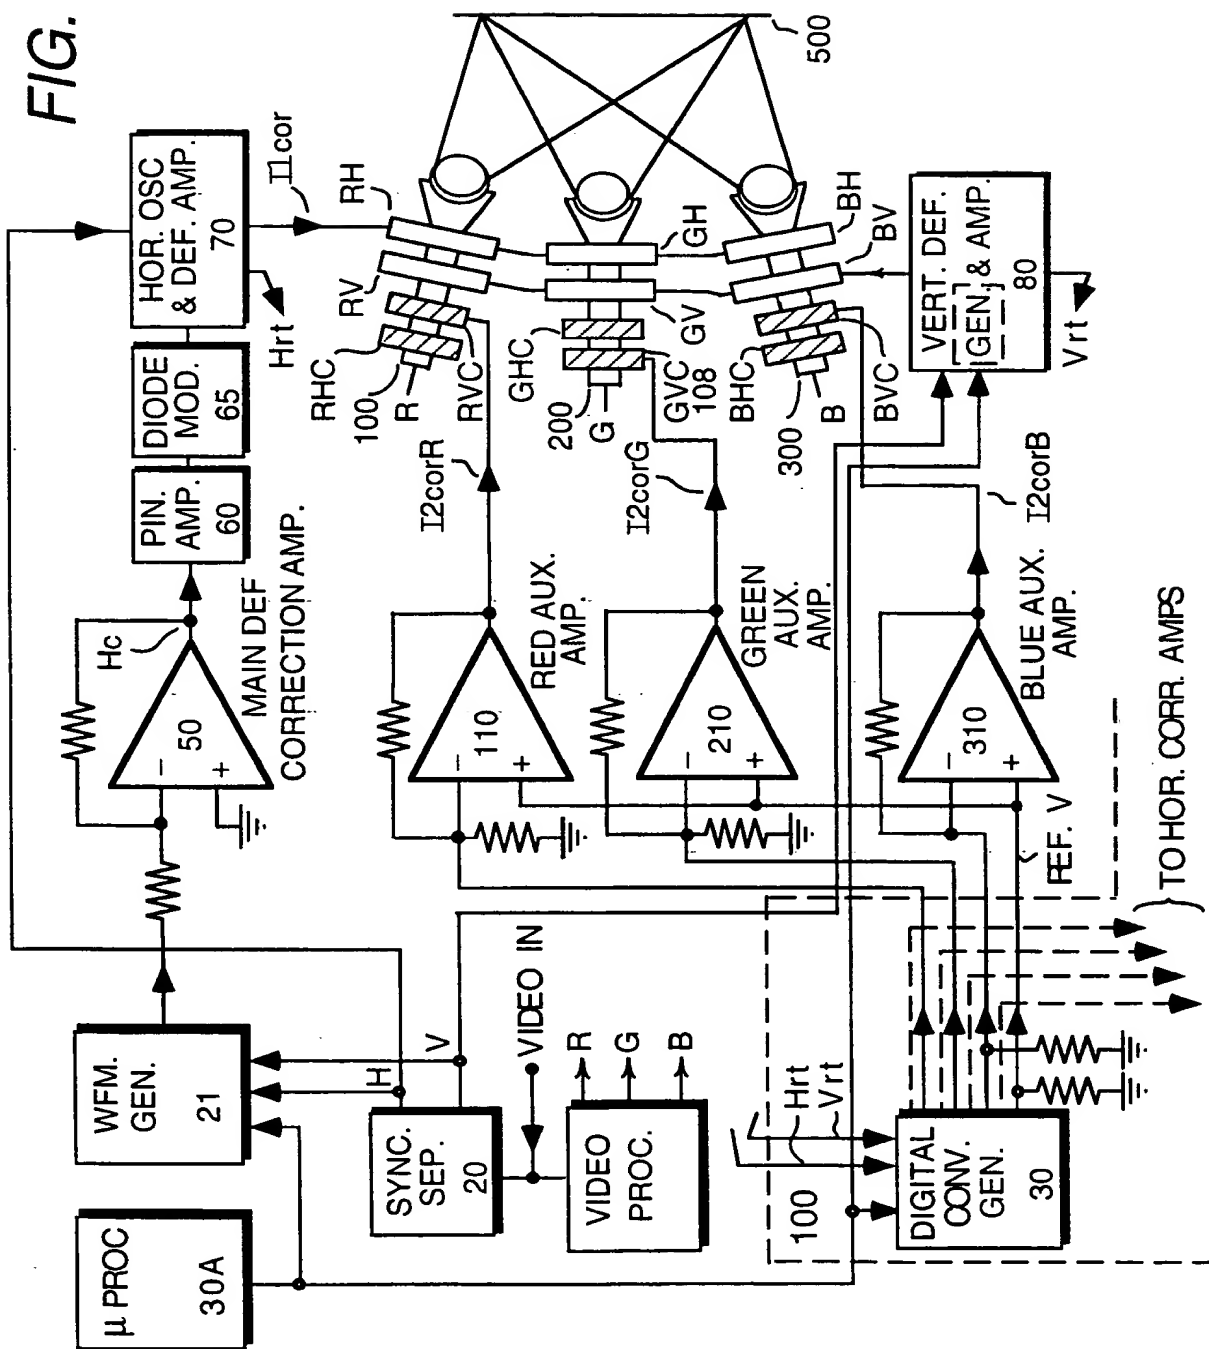 FIG.
μ PROC
30A
WFM.
GEN.
21
Hc
50
−
+
MAIN DEF
CORRECTION AMP.
PIN.
AMP.
60
DIODE
MOD.
65
HOR. OSC
& DEF. AMP.
70
Hrt
I1cor
H
V
SYNC.
SEP.
20
VIDEO IN
VIDEO
PROC.
R
G
B
RH
RV
RHC
100
R
RVC
GHC
200
G
GVC
108
GH
GV
BHC
300
B
BVC
BH
BV
500
I2corR
I2corG
I2corB
110
−
+
RED AUX.
AMP.
210
−
+
GREEN
AUX.
AMP.
310
−
+
BLUE AUX.
AMP.
VERT. DEF.
GEN. & AMP.
80
Vrt
100
Hrt
Vrt
DIGITAL
CONV.
GEN.
30
REF. V
TO HOR. CORR. AMPS